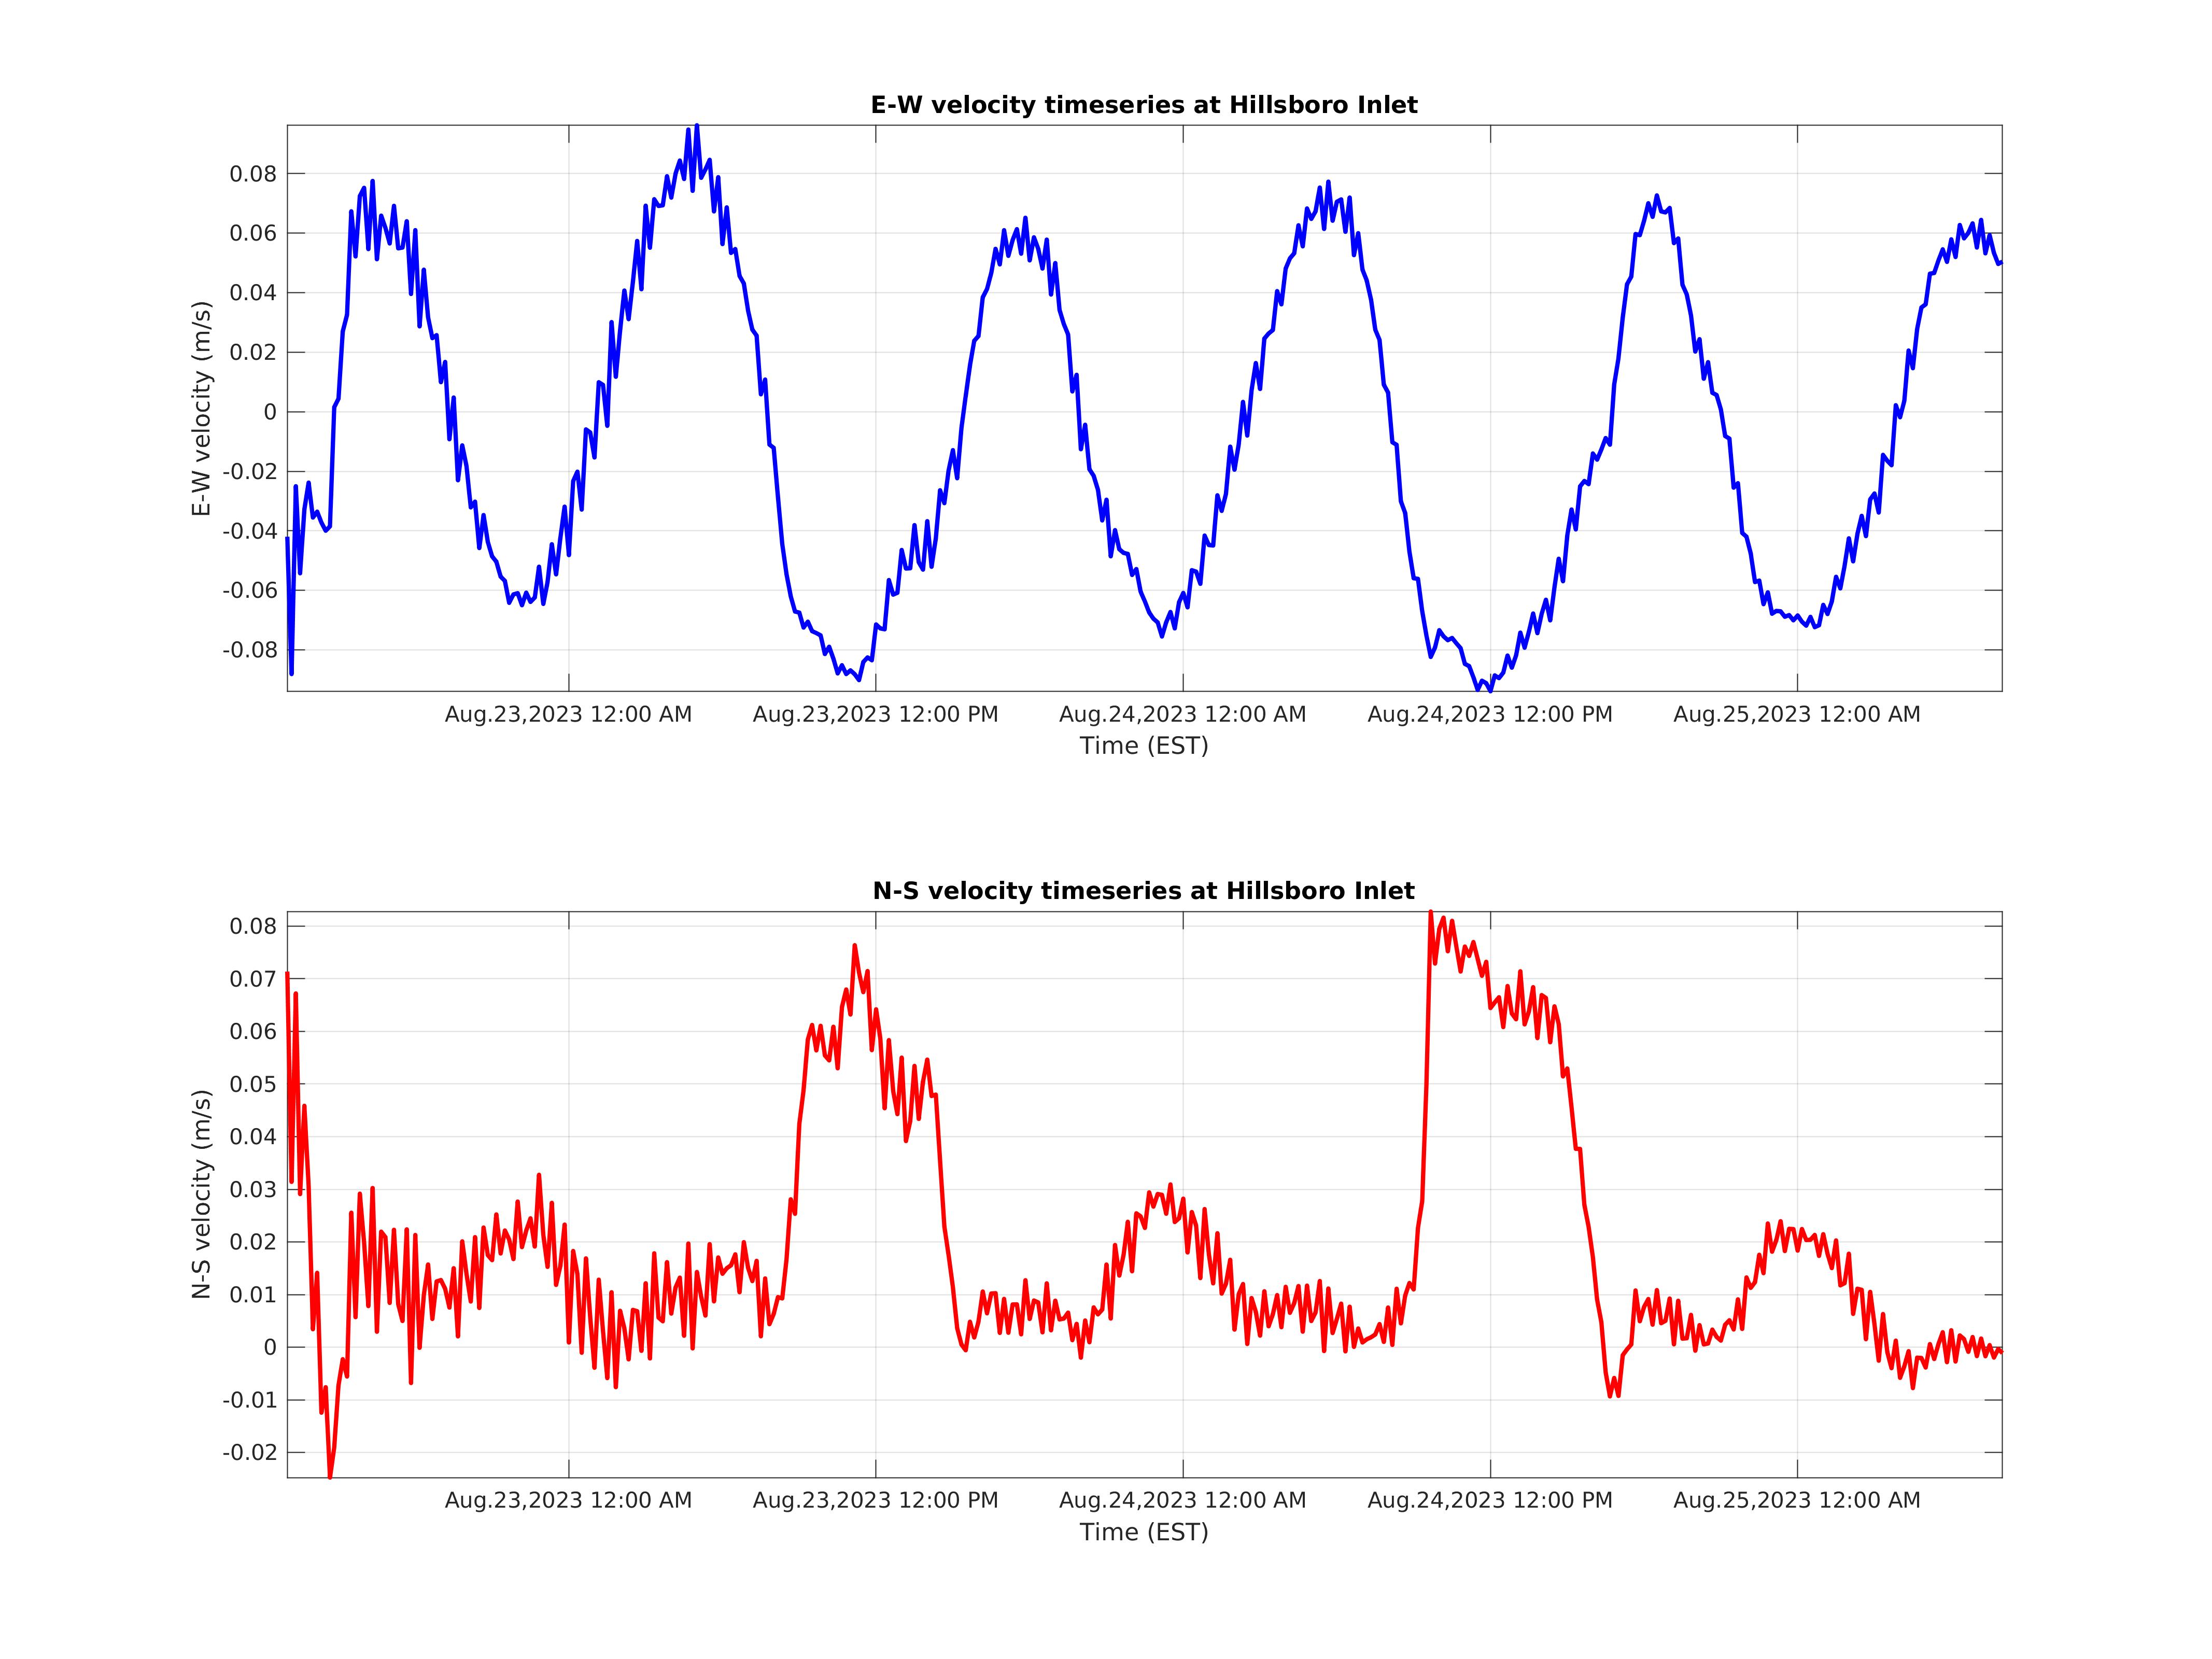 E-W velocity timeseries at Hillsboro Inlet
E-W velocity (m/s)
0.08
0.06
0.04
0.02
0
-0.02
-0.04
-0.06
-0.08
Aug.23,2023 12:00 AM
Aug.23,2023 12:00 PM
Aug.24,2023 12:00 AM
Aug.24,2023 12:00 PM
Aug.25,2023 12:00 AM
Time (EST)
N-S velocity timeseries at Hillsboro Inlet
N-S velocity (m/s)
0.08
0.07
0.06
0.05
0.04
0.03
0.02
0.01
0
-0.01
-0.02
Aug.23,2023 12:00 AM
Aug.23,2023 12:00 PM
Aug.24,2023 12:00 AM
Aug.24,2023 12:00 PM
Aug.25,2023 12:00 AM
Time (EST)